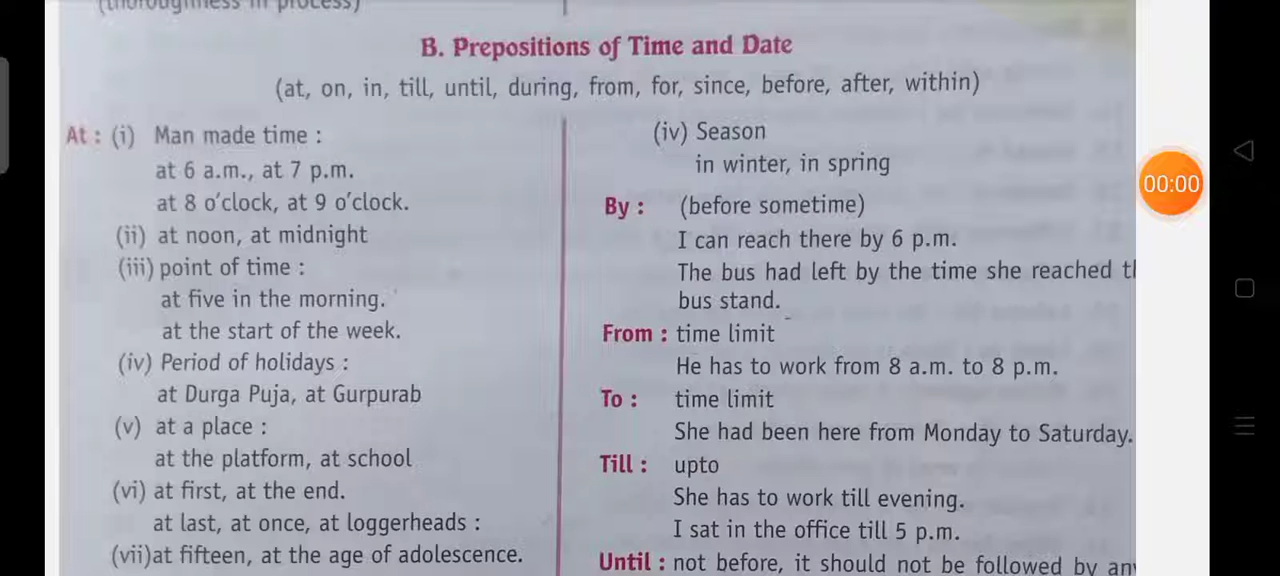 (thoroughness in process)
B. Prepositions of Time and Date
(at, on, in, till, until, during, from, for, since, before, after, within)
At : (i) Man made time :
at 6 a.m., at 7 p.m.
at 8 o'clock, at 9 o'clock.
(ii) at noon, at midnight
(iii) point of time :
at five in the morning.
at the start of the week.
(iv) Period of holidays :
at Durga Puja, at Gurpurab
(v) at a place :
at the platform, at school
(vi) at first, at the end.
at last, at once, at loggerheads :
(vii)at fifteen, at the age of adolescence.
(iv) Season
in winter, in spring
By : (before sometime)
I can reach there by 6 p.m.
The bus had left by the time she reached
bus stand.
From : time limit
He has to work from 8 a.m. to 8 p.m.
To : time limit
She had been here from Monday to Saturday.
Till : upto
She has to work till evening.
I sat in the office till 5 p.m.
Until : not before, it should not be followed by
00:00